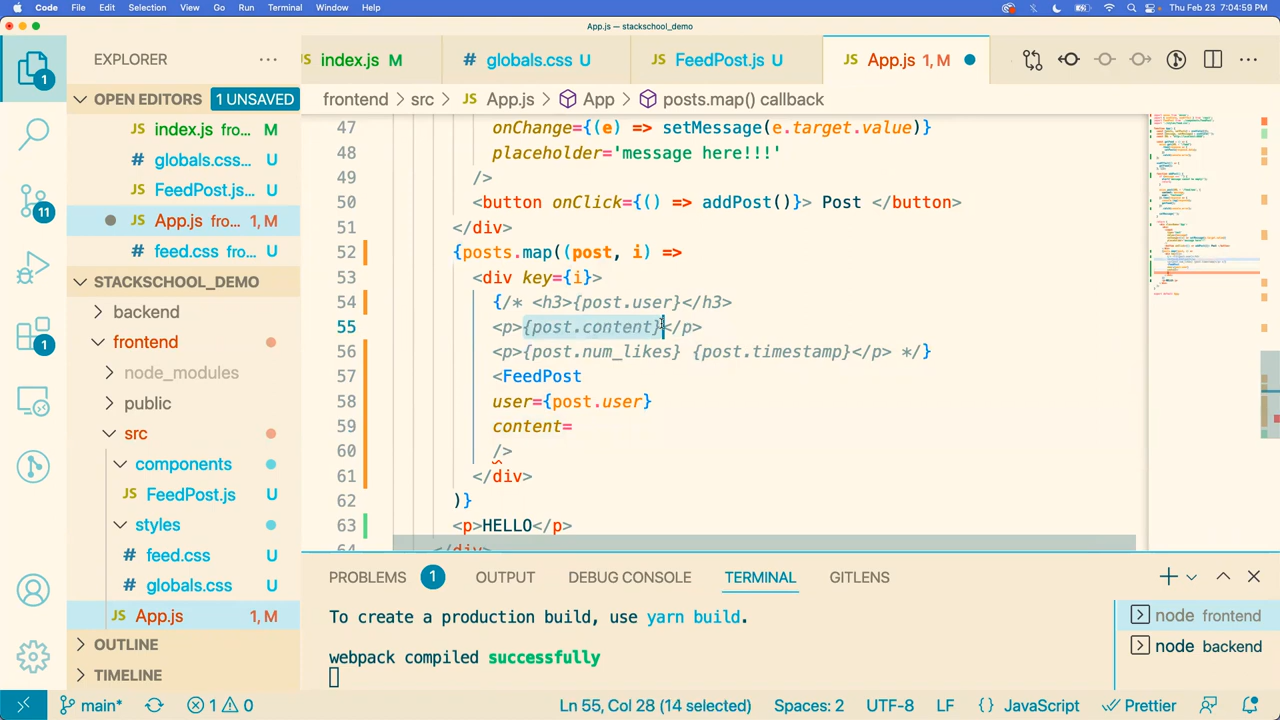 Code File Edit Selection View Go Run Terminal Window Help Thu Feb 23 7:04:59 PM
App.js — stackschool_demo
EXPLORER ···
JS index.js M # globals.css U JS FeedPost.js U JS App.js 1, M
OPEN EDITORS 1 UNSAVED
frontend > src > JS App.js > App > posts.map() callback
JS index.js fro... M
# globals.css... U
JS FeedPost.js... U
JS App.js fro... 1, M
# feed.css fro... U
STACKSCHOOL_DEMO
backend
frontend
node_modules
public
src
components
JS FeedPost.js U
styles
# feed.css U
# globals.css U
JS App.js 1, M
OUTLINE
TIMELINE
1
11
1
47 onChange={(e) => setMessage(e.target.value)}
48 placeholder='message here!!!'
49 />
50 <button onClick={() => addPost()}> Post </button>
51 </div>
52 {posts.map((post, i) =>
53 <div key={i}>
54 {/* <h3>{post.user}</h3>
55 <p>{post.content}</p>
56 <p>{post.num_likes} {post.timestamp}</p> */}
57 <FeedPost
58 user={post.user}
59 content=
60 />
61 </div>
62 )}
63 <p>HELLO</p>
64 </div>
PROBLEMS 1 OUTPUT DEBUG CONSOLE TERMINAL GITLENS
To create a production build, use yarn build.
webpack compiled successfully
node frontend
node backend
main* 1 0 Ln 55, Col 28 (14 selected) Spaces: 2 UTF-8 LF {} JavaScript Prettier